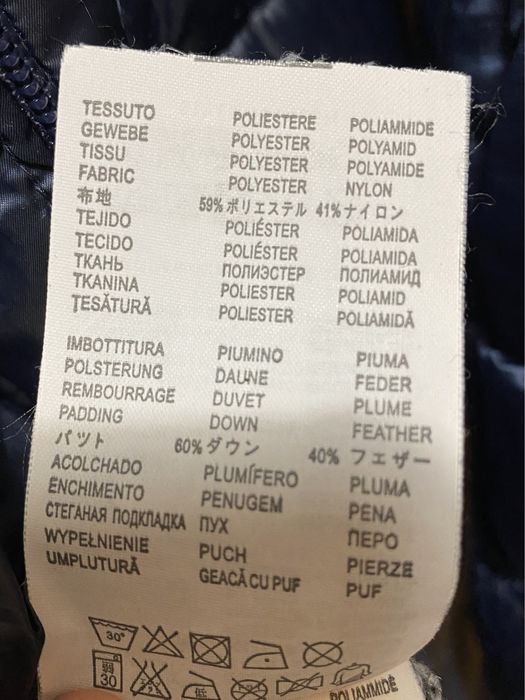 TESSUTO POLIESTERE POLIAMMIDE
GEWEBE POLYESTER POLYAMID
TISSU POLYESTER POLYAMIDE
FABRIC POLYESTER NYLON
布地 59% ポリエステル 41% ナイロン
TEJIDO POLIÉSTER POLIAMIDA
TECIDO POLIÉSTER POLIAMIDA
ТКАНЬ ПОЛИЭСТЕР ПОЛИАМИД
TKANINA POLIESTER POLIAMID
ŢESĂTURĂ POLIESTER POLIAMIDĂ
IMBOTTITURA PIUMINO PIUMA
POLSTERUNG DAUNE FEDER
REMBOURRAGE DUVET PLUME
PADDING DOWN FEATHER
パット 60% ダウン 40% フェザー
ACOLCHADO PLUMÍFERO PLUMA
ENCHIMENTO PENUGEM PENA
СТЕГАНАЯ ПОДКЛАДКА ПУХ ПЕРО
WYPEŁNIENIE PUCH PIERZE
UMPLUTURĂ GEACĂ CU PUF PUF
30°
弱 30
低
POLIAMMIDE